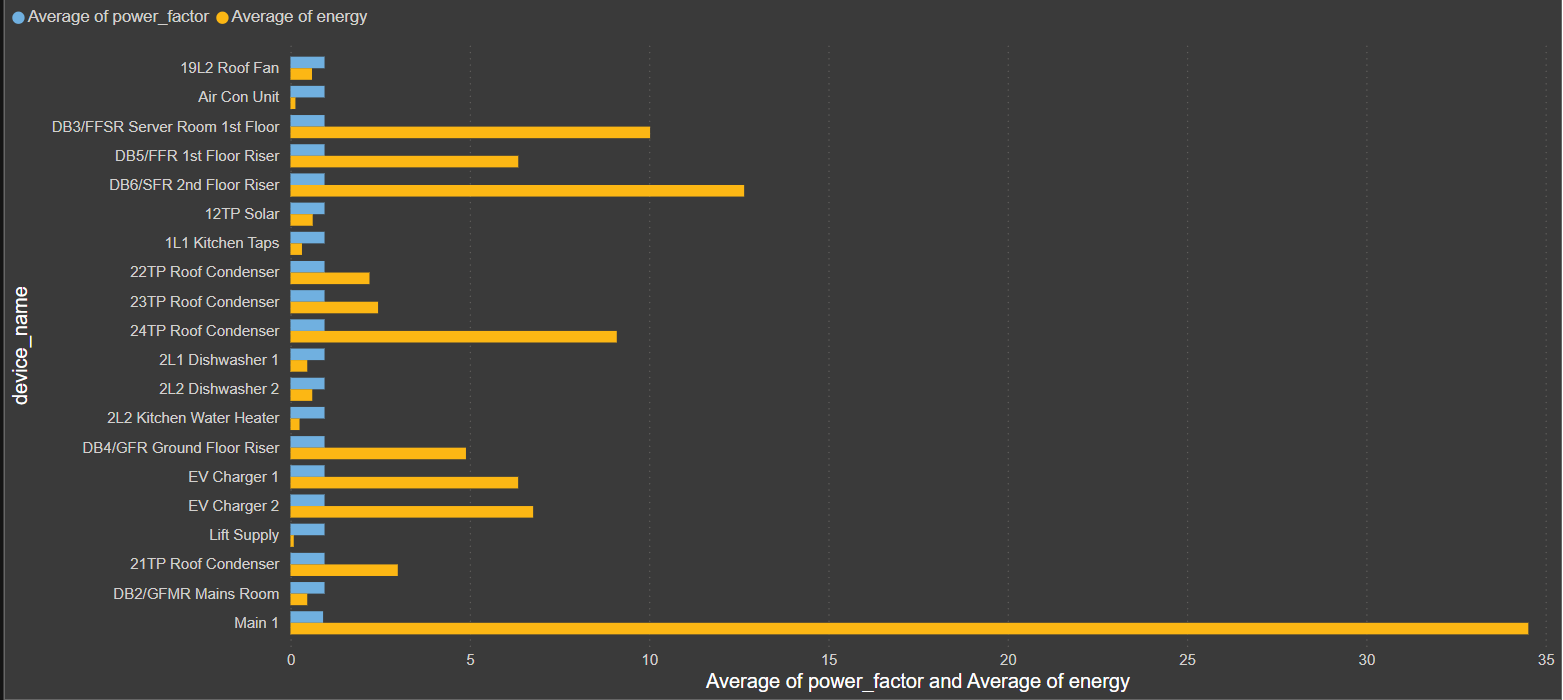 Average of power_factor Average of energy
19L2 Roof Fan
Air Con Unit
DB3/FFSR Server Room 1st Floor
DB5/FFR 1st Floor Riser
DB6/SFR 2nd Floor Riser
12TP Solar
1L1 Kitchen Taps
22TP Roof Condenser
23TP Roof Condenser
24TP Roof Condenser
2L1 Dishwasher 1
2L2 Dishwasher 2
2L2 Kitchen Water Heater
DB4/GFR Ground Floor Riser
EV Charger 1
EV Charger 2
Lift Supply
21TP Roof Condenser
DB2/GFMR Mains Room
Main 1
device_name
0 5 10 15 20 25 30 35
Average of power_factor and Average of energy